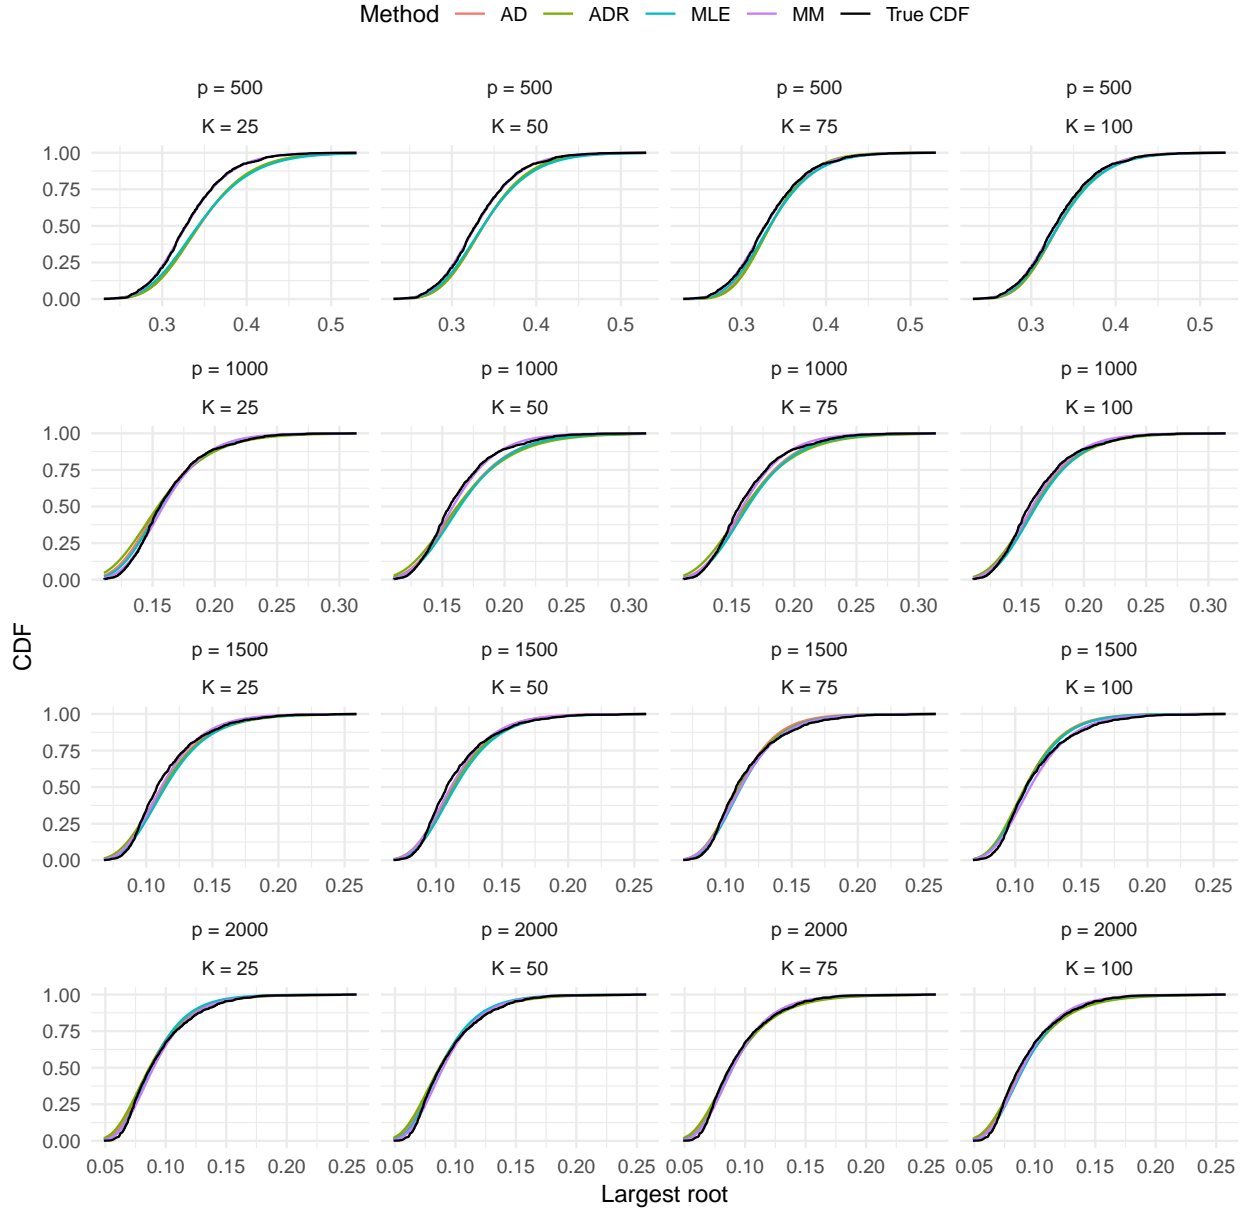 Method AD ADR MLE MM True CDF
p = 500 p = 500 p = 500 p = 500
K = 25 K = 50 K = 75 K = 100
1.00
0.75
0.50
0.25
0.00
0.3 0.4 0.5 0.3 0.4 0.5 0.3 0.4 0.5 0.3 0.4 0.5
p = 1000 p = 1000 p = 1000 p = 1000
K = 25 K = 50 K = 75 K = 100
1.00
0.75
0.50
0.25
0.00
0.15 0.20 0.25 0.30 0.15 0.20 0.25 0.30 0.15 0.20 0.25 0.30 0.15 0.20 0.25 0.30
CDF
p = 1500 p = 1500 p = 1500 p = 1500
K = 25 K = 50 K = 75 K = 100
1.00
0.75
0.50
0.25
0.00
0.10 0.15 0.20 0.25 0.10 0.15 0.20 0.25 0.10 0.15 0.20 0.25 0.10 0.15 0.20 0.25
p = 2000 p = 2000 p = 2000 p = 2000
K = 25 K = 50 K = 75 K = 100
1.00
0.75
0.50
0.25
0.00
0.05 0.10 0.15 0.20 0.25 0.05 0.10 0.15 0.20 0.25 0.05 0.10 0.15 0.20 0.25 0.05 0.10 0.15 0.20 0.25
Largest root